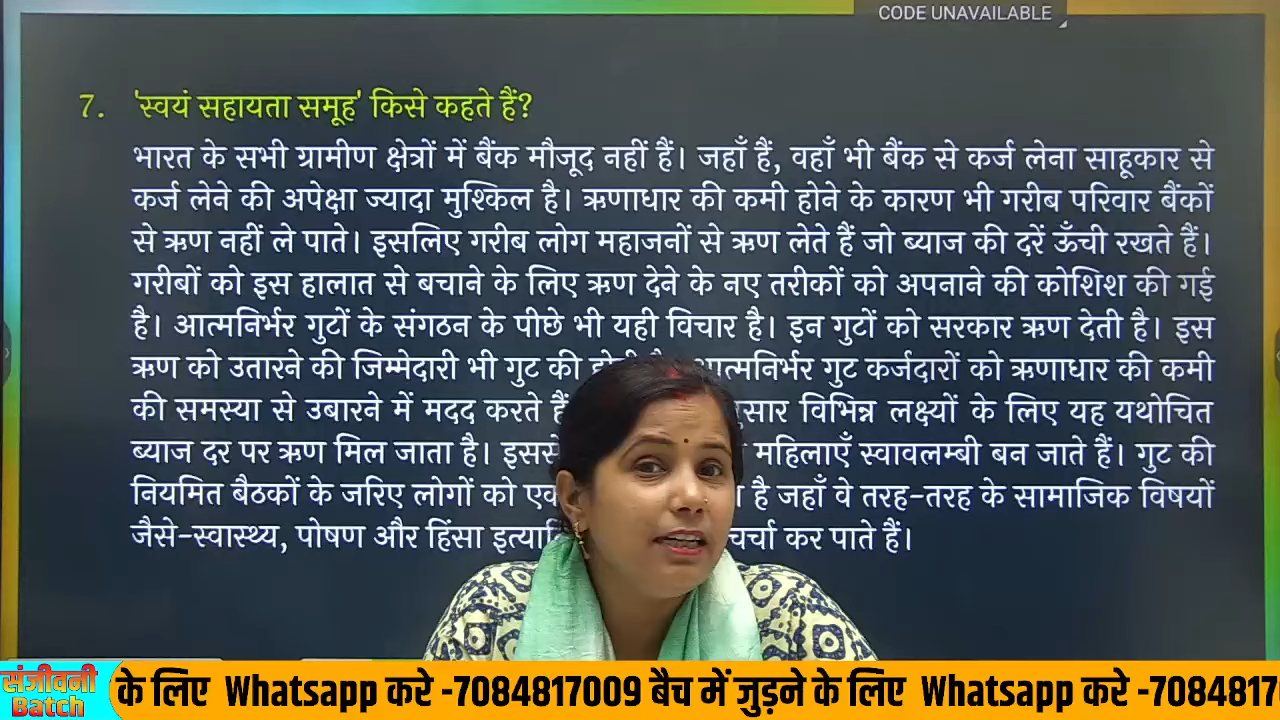 CODE UNAVAILABLE
7. 'स्वयं सहायता समूह' किसे कहते हैं?
भारत के सभी ग्रामीण क्षेत्रों में बैंक मौजूद नहीं हैं। जहाँ हैं, वहाँ भी बैंक से कर्ज लेना साहूकार से
कर्ज लेने की अपेक्षा ज्यादा मुश्किल है। ऋणाधार की कमी होने के कारण भी गरीब परिवार बैंकों
से ऋण नहीं ले पाते। इसलिए गरीब लोग महाजनों से ऋण लेते हैं जो ब्याज की दरें ऊँची रखते हैं।
गरीबों को इस हालात से बचाने के लिए ऋण देने के नए तरीकों को अपनाने की कोशिश की गई
है। आत्मनिर्भर गुटों के संगठन के पीछे भी यही विचार है। इन गुटों को सरकार ऋण देती है। इस
ऋण को उतारने की जिम्मेदारी भी गुट की आत्मनिर्भर गुट कर्जदारों को ऋणाधार की कमी
की समस्या से उबारने में मदद करते विभिन्न लक्ष्यों के लिए यह यथोचित
ब्याज दर पर ऋण मिल जाता है। इससे महिलाएँ स्वावलम्बी बन जाते हैं। गुट की
नियमित बैठकों के जरिए लोगों को है जहाँ वे तरह-तरह के सामाजिक विषयों
जैसे-स्वास्थ्य, पोषण और हिंसा चर्चा कर पाते हैं।
संजीवनी
Batch
के लिए Whatsapp करे -7084817009 बैच में जुड़ने के लिए Whatsapp करे -7084817